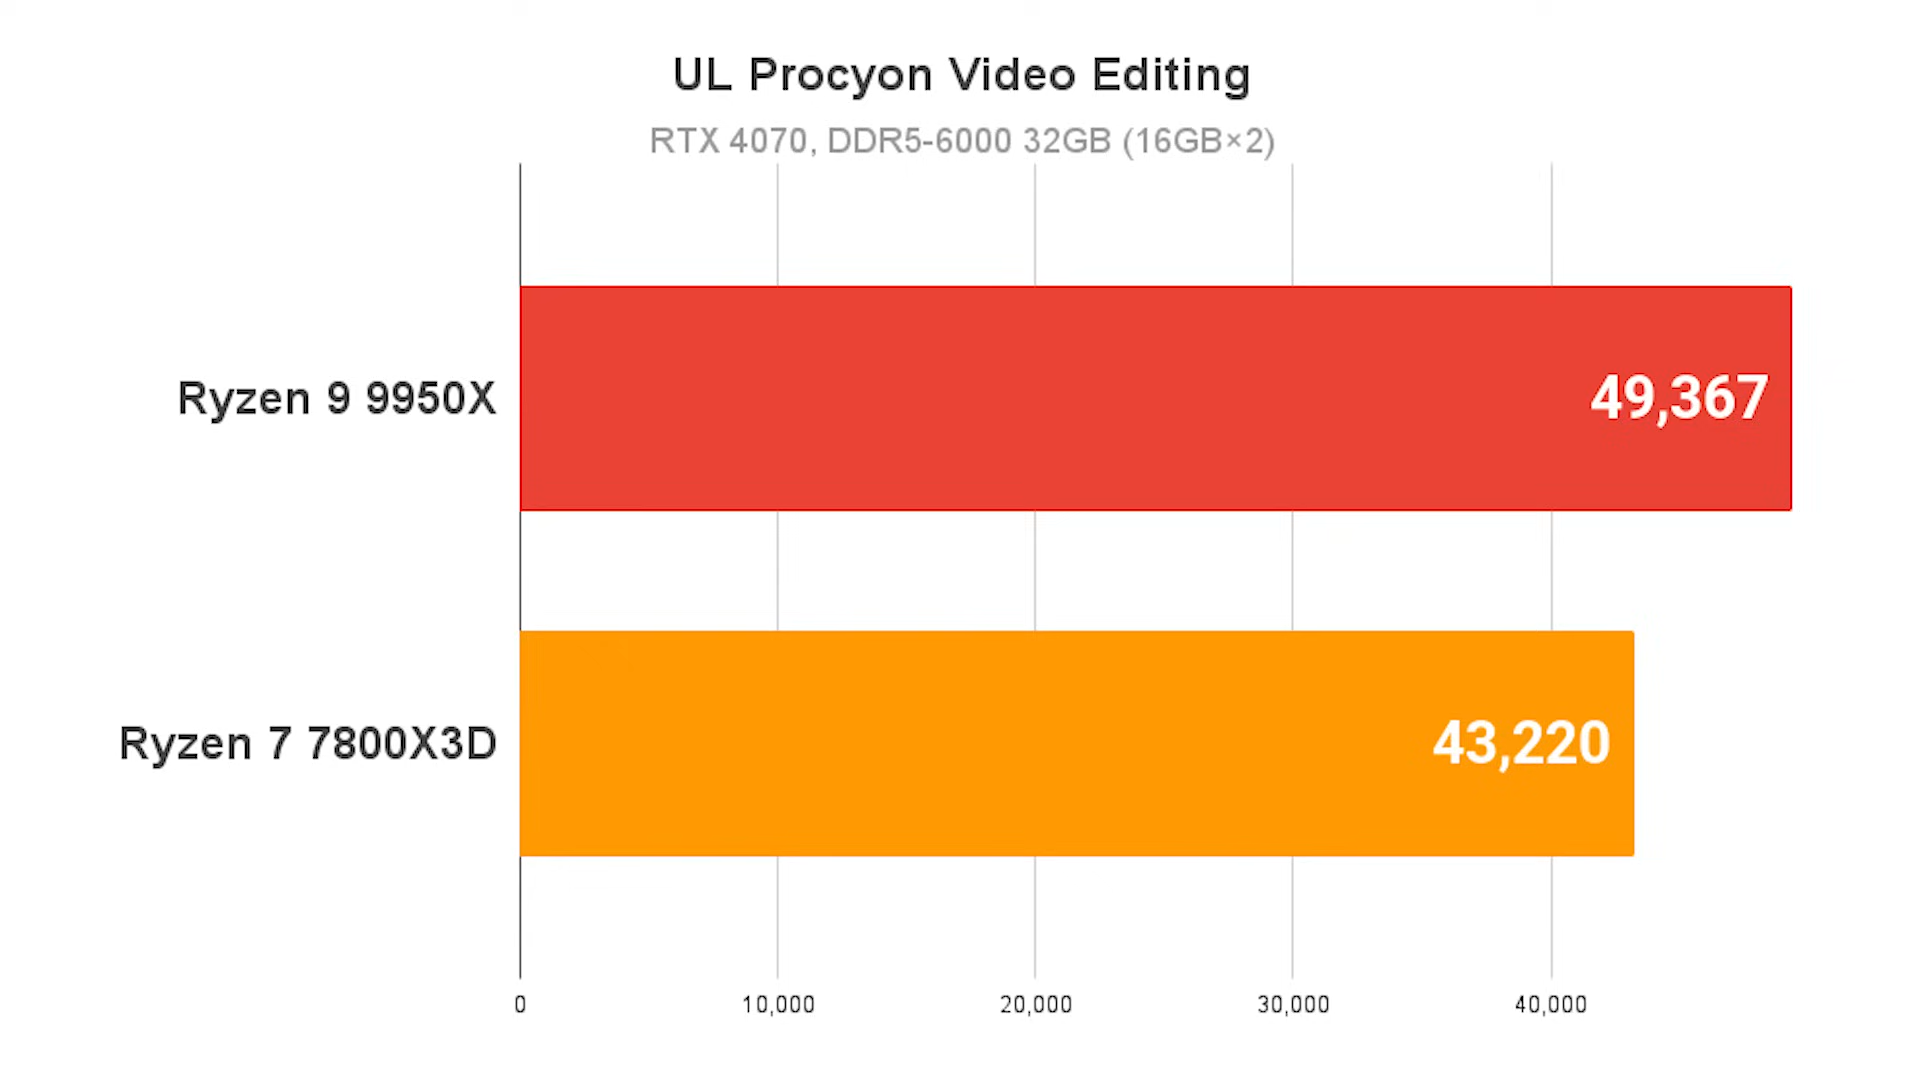 UL Procyon Video Editing
RTX 4070, DDR5-6000 32GB (16GB×2)
Ryzen 9 9950X
49,367
Ryzen 7 7800X3D
43,220
0
10,000
20,000
30,000
40,000